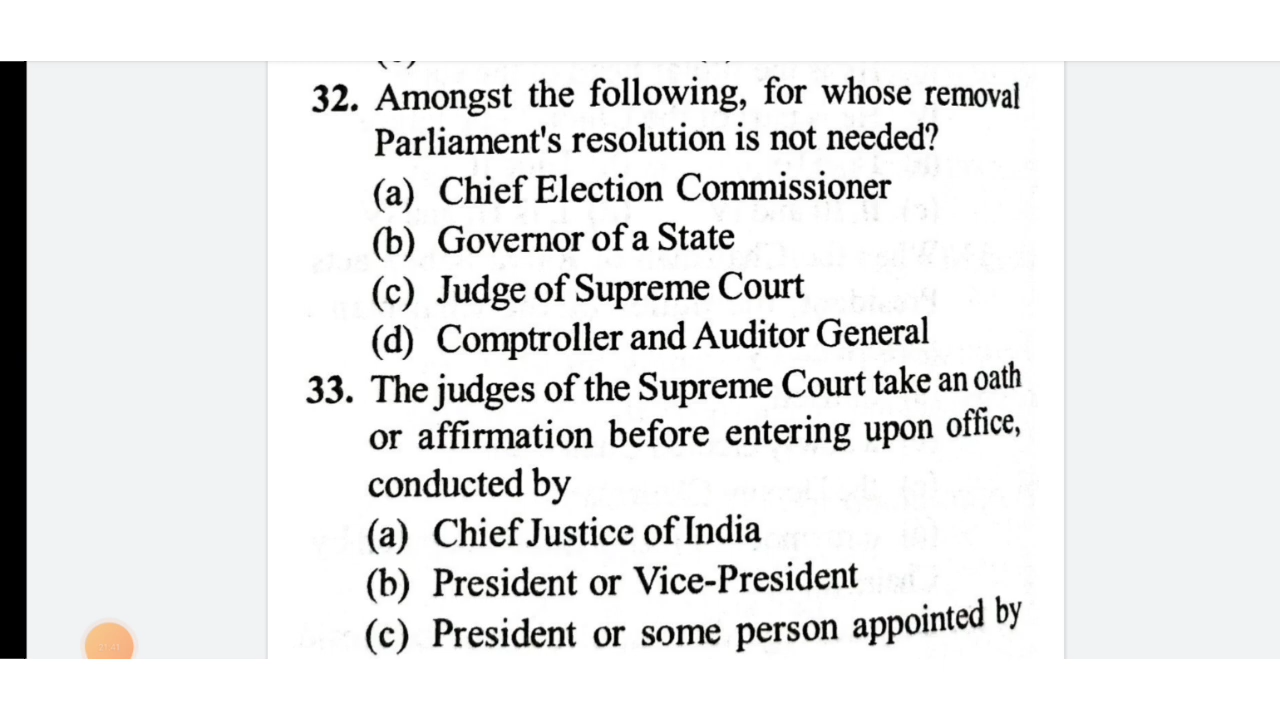 32. Amongst the following, for whose removal
Parliament's resolution is not needed?
(a) Chief Election Commissioner
(b) Governor of a State
(c) Judge of Supreme Court
(d) Comptroller and Auditor General
33. The judges of the Supreme Court take an oath
or affirmation before entering upon office,
conducted by
(a) Chief Justice of India
(b) President or Vice-President
(c) President or some person appointed by